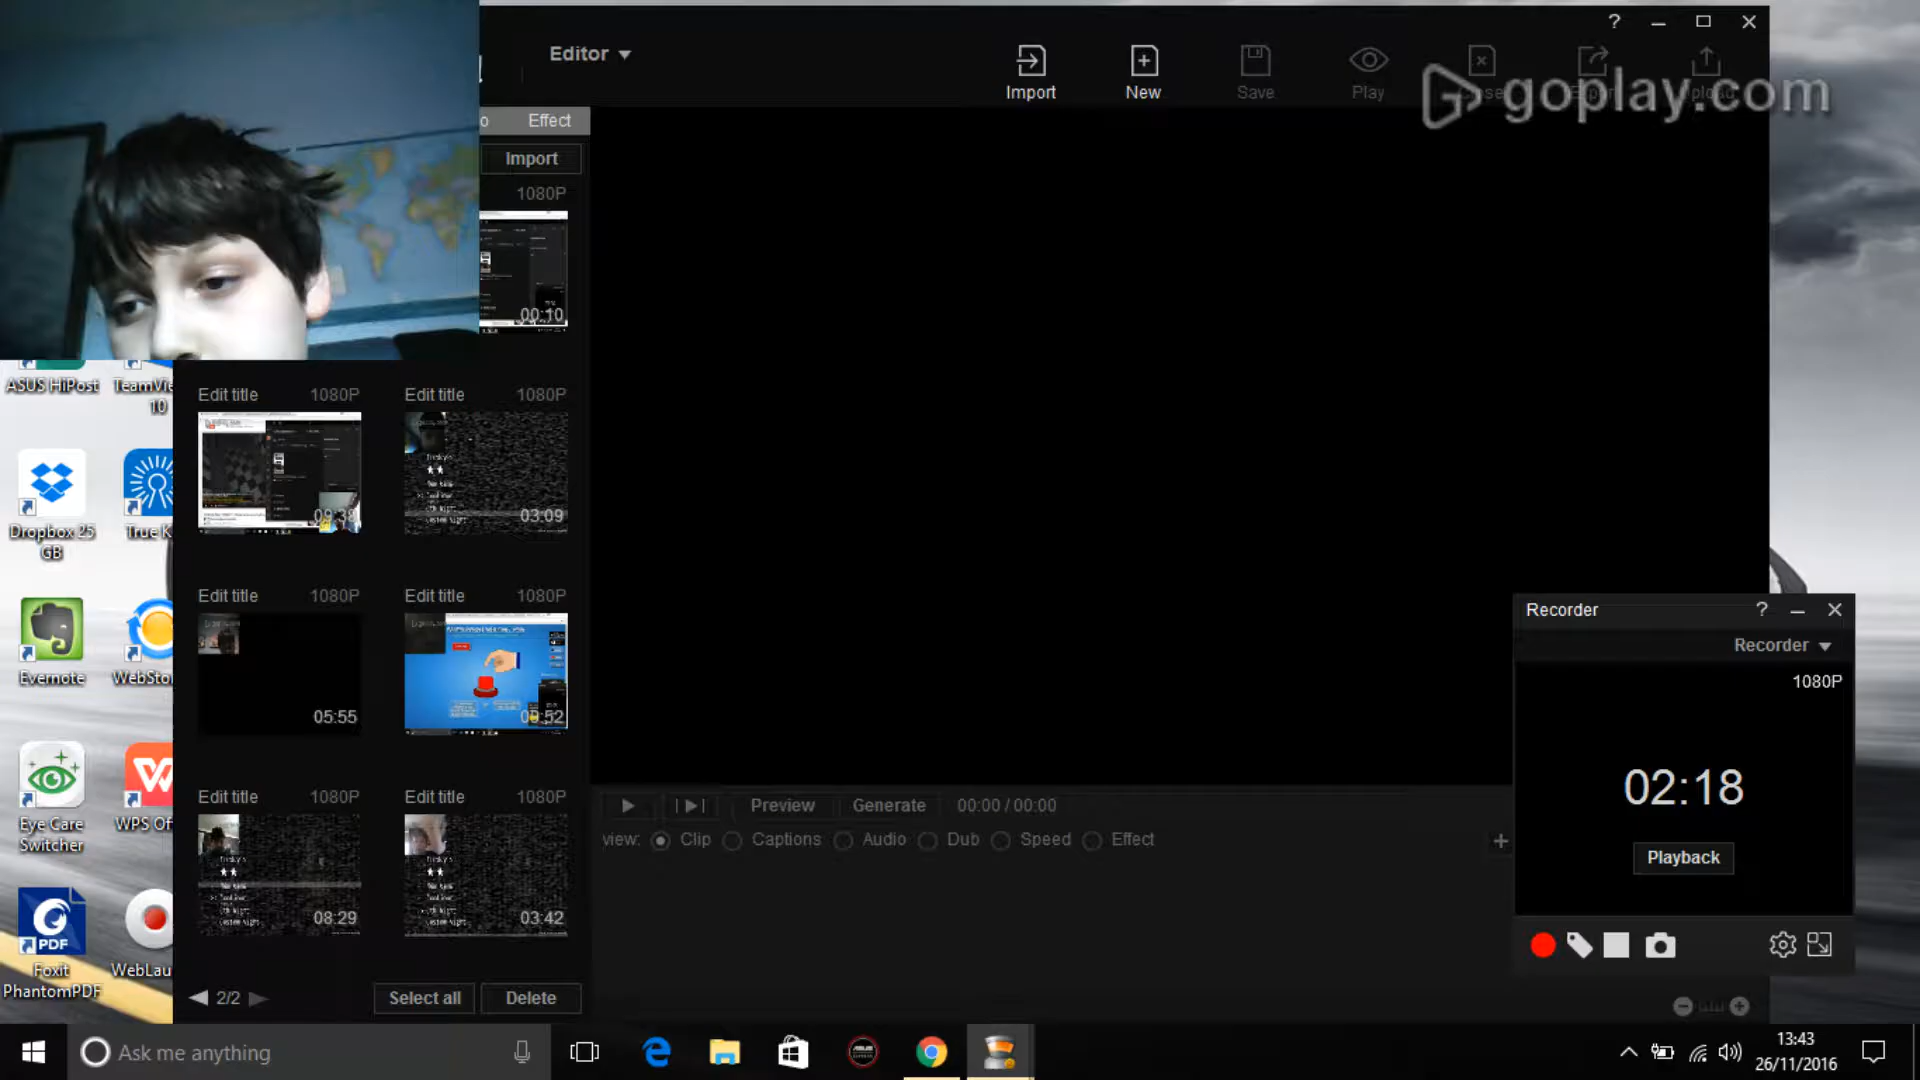 Editor
?
Import
New
Save
Play
goplay.com
Effect
Import
1080P
00:10
ASUS HiPost
10
Edit title 1080P
Edit title 1080P
03:09
Dropbox 25
GB
True K
Edit title 1080P
Edit title 1080P
05:55
Evernote
WebSto
Recorder ?
Recorder
1080P
02:18
Playback
Edit title 1080P
Edit title 1080P
08:29
03:42
Eye Care
Switcher
WPS Of
Preview Generate 00:00 / 00:00
view: Clip Captions Audio Dub Speed Effect
PDF
Foxit
PhantomPDF
WebLau
2/2
Select all
Delete
Ask me anything
13:43
26/11/2016